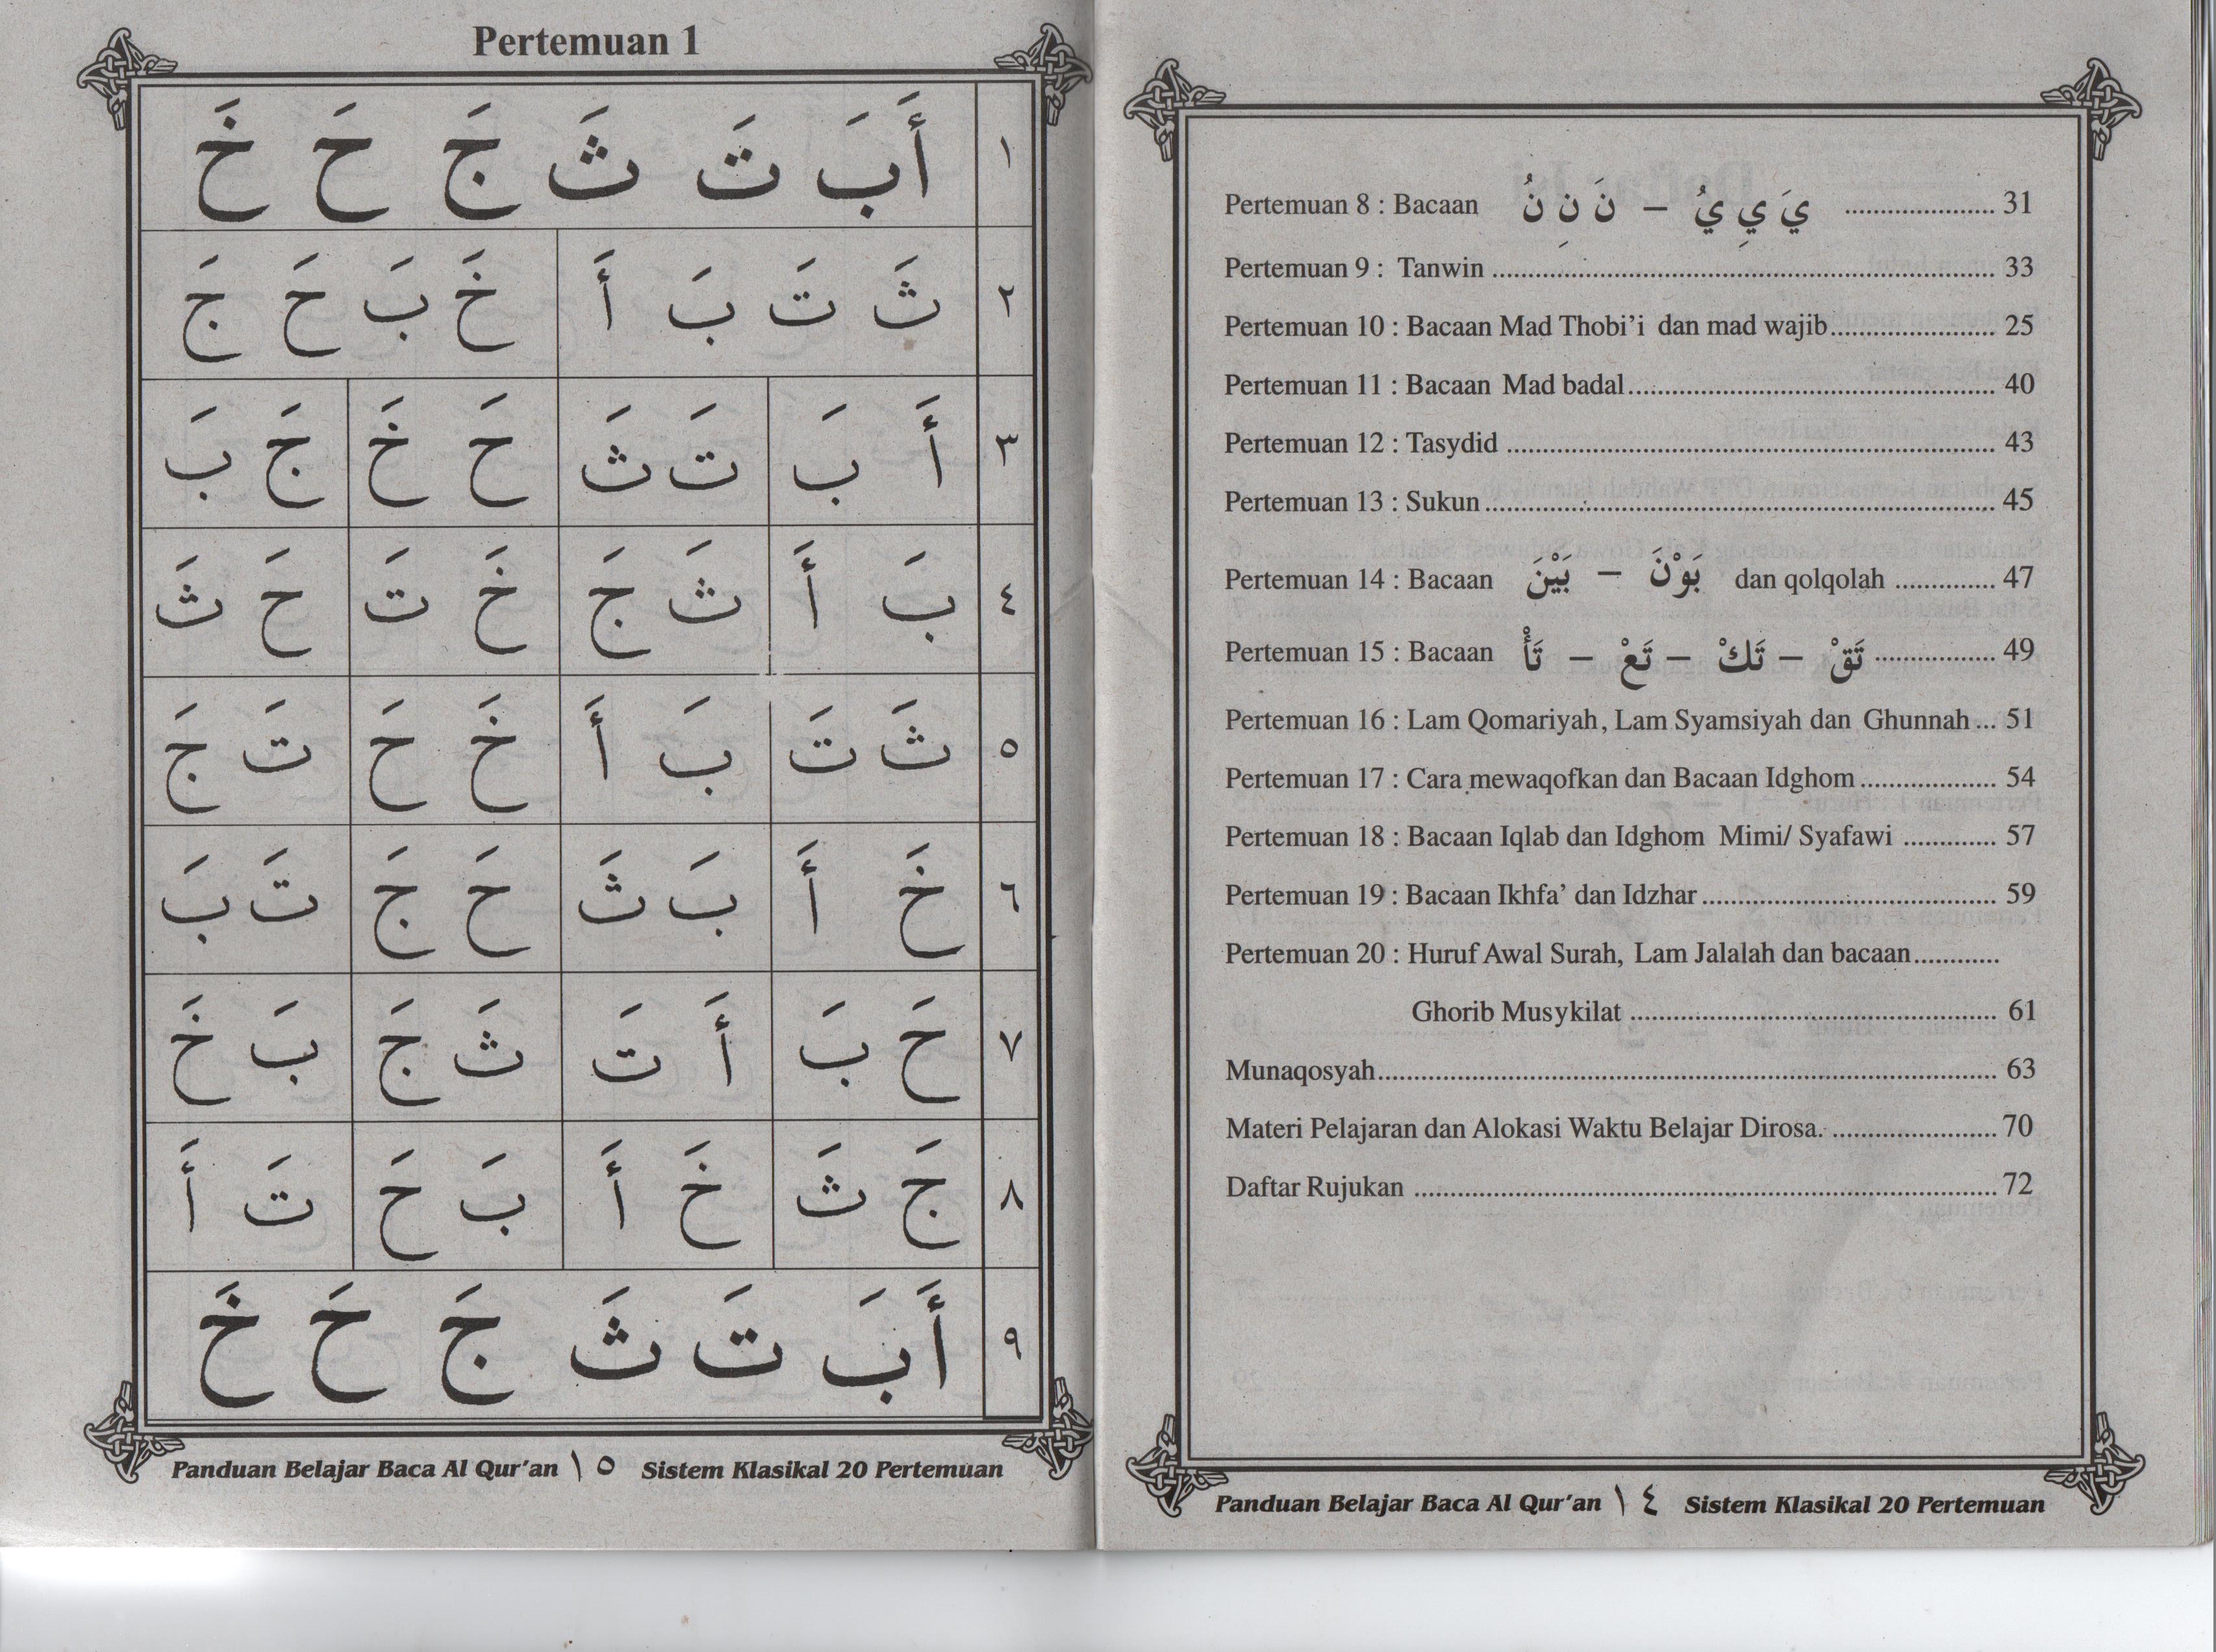 Pertemuan 8 : Bacaan يَ يِ يُ – نَ نِ نُ .................... 31
Pertemuan 9 : Tanwin .................... 33
Pertemuan 10 : Bacaan Mad Thobi’i dan mad wajib.................... 25
Pertemuan 11 : Bacaan Mad badal.................... 40
Pertemuan 12 : Tasydid .................... 43
Pertemuan 13 : Sukun .................... 45
Pertemuan 14 : Bacaan بَوْنَ – بَيْنَ dan qolqolah .............. 47
Pertemuan 15 : Bacaan تَقْ – تَكْ – تَعْ – تَأْ ................. 49
Pertemuan 16 : Lam Qomariyah, Lam Syamsiyah dan Ghunnah ... 51
Pertemuan 17 : Cara mewaqofkan dan Bacaan Idghom ................... 54
Pertemuan 18 : Bacaan Iqlab dan Idghom Mimi/ Syafawi ............. 57
Pertemuan 19 : Bacaan Ikhfa’ dan Idzhar .................... 59
Pertemuan 20 : Huruf Awal Surah, Lam Jalalah dan bacaan............
Ghorib Musykilat .................... 61
Munaqosyah.................... 63
Materi Pelajaran dan Alokasi Waktu Belajar Dirosa. ....................... 70
Daftar Rujukan .................... 72
Panduan Belajar Baca Al Qur’an ١٤ Sistem Klasikal 20 Pertemuan
Pertemuan 1
١ أَ بَ تَ ثَ جَ حَ خَ
٢ ثَ تَ بَ أَ خَ بَ حَ جَ
٣ أَ بَ تَ ثَ حَ خَ جَ بَ
٤ بَ أَ ثَ جَ خَ تَ حَ ثَ
٥ ثَ تَ بَ أَ خَ حَ تَ جَ
٦ خَ أَ بَ ثَ حَ جَ تَ بَ
٧ حَ بَ أَ تَ ثَ جَ بَ خَ
٨ جَ ثَ خَ أَ بَ حَ تَ أَ
٩ أَ بَ تَ ثَ جَ حَ خَ
Panduan Belajar Baca Al Qur’an ١٥ Sistem Klasikal 20 Pertemuan